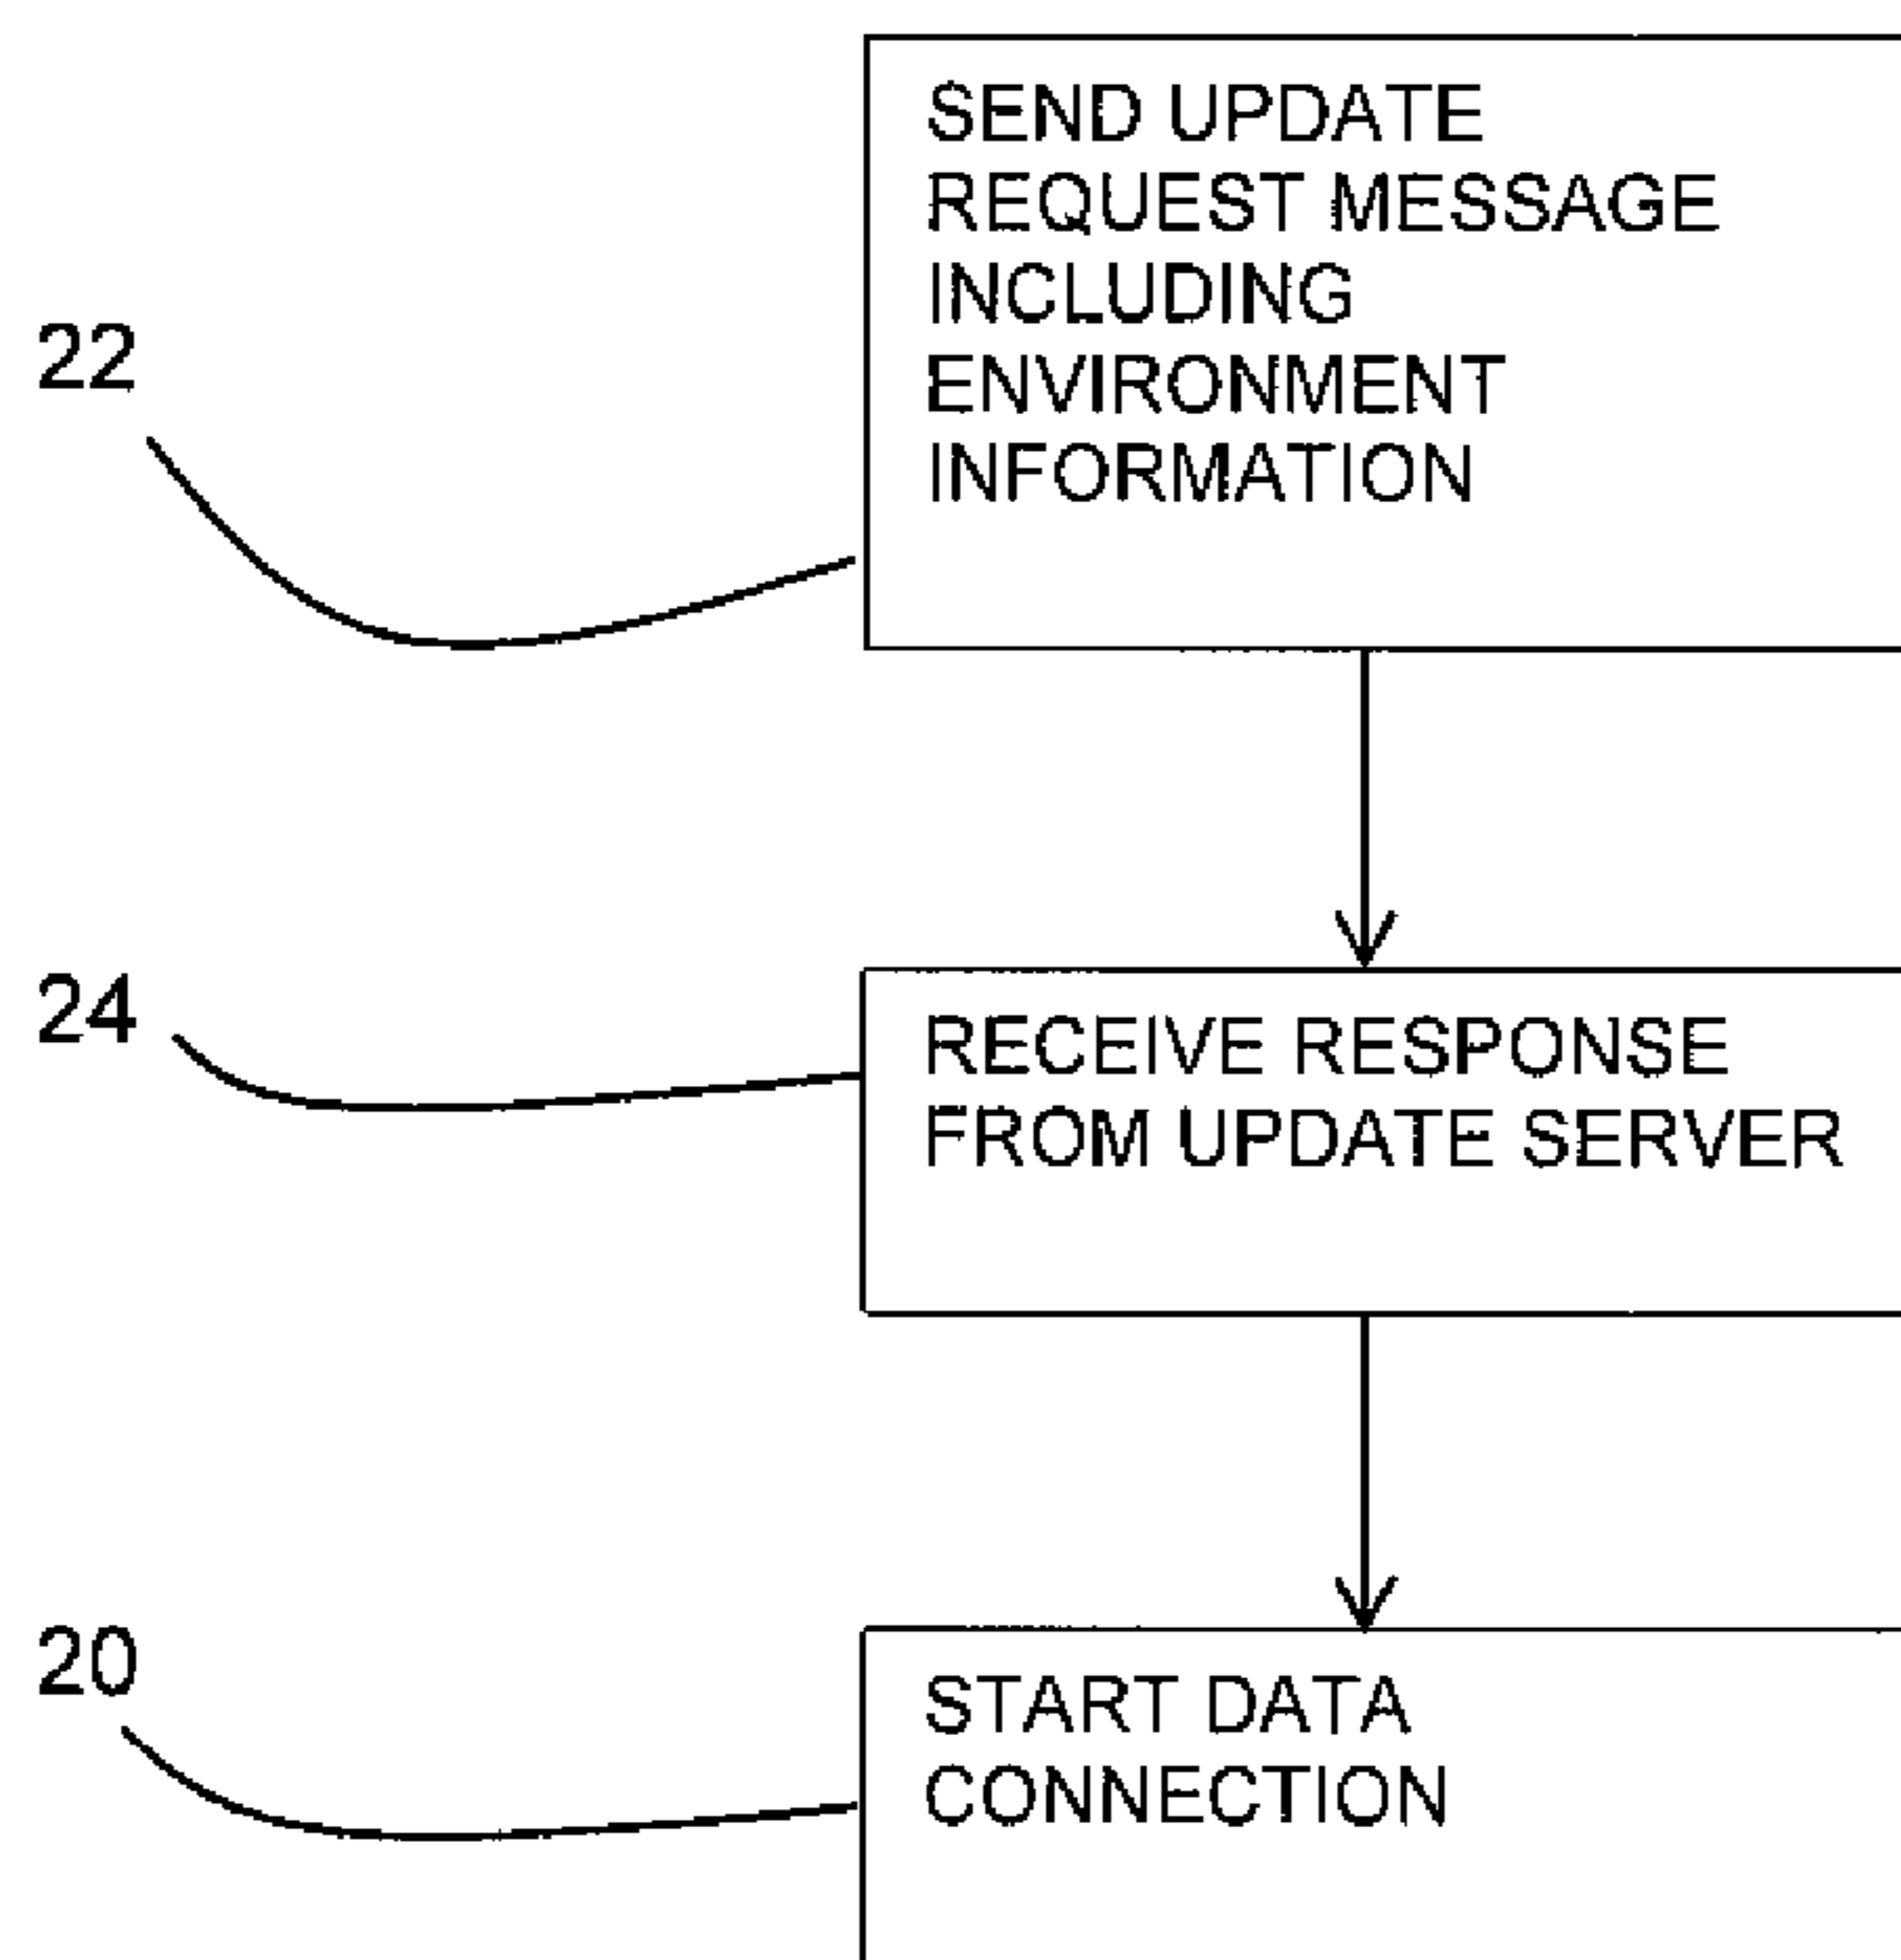 SEND UPDATE
REQUEST MESSAGE
INCLUDING
ENVIRONMENT
INFORMATION
22
24
RECEIVE RESPONSE
FROM UPDATE SERVER
20
START DATA
CONNECTION